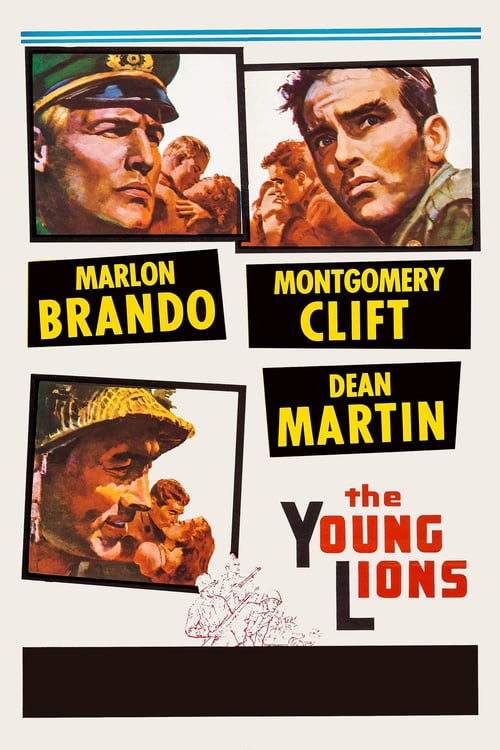 MARLON
BRANDO
MONTGOMERY
CLIFT
DEAN
MARTIN
the
YOUNG
LIONS